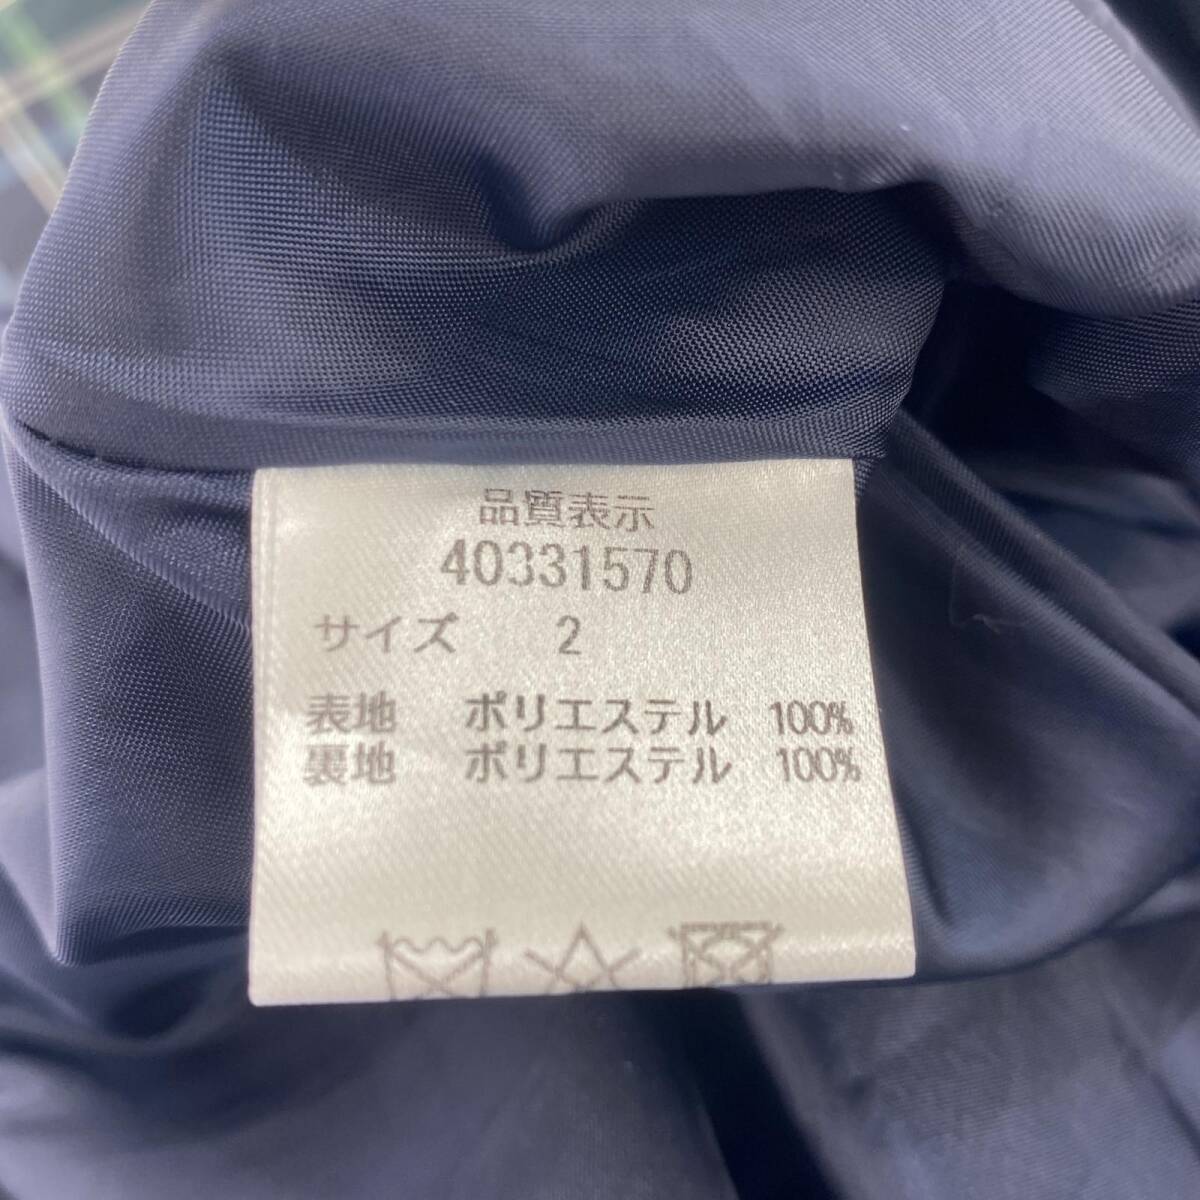 品質表示
40331570
サイズ 2
表地 ポリエステル 100%
裏地 ポリエステル 100%